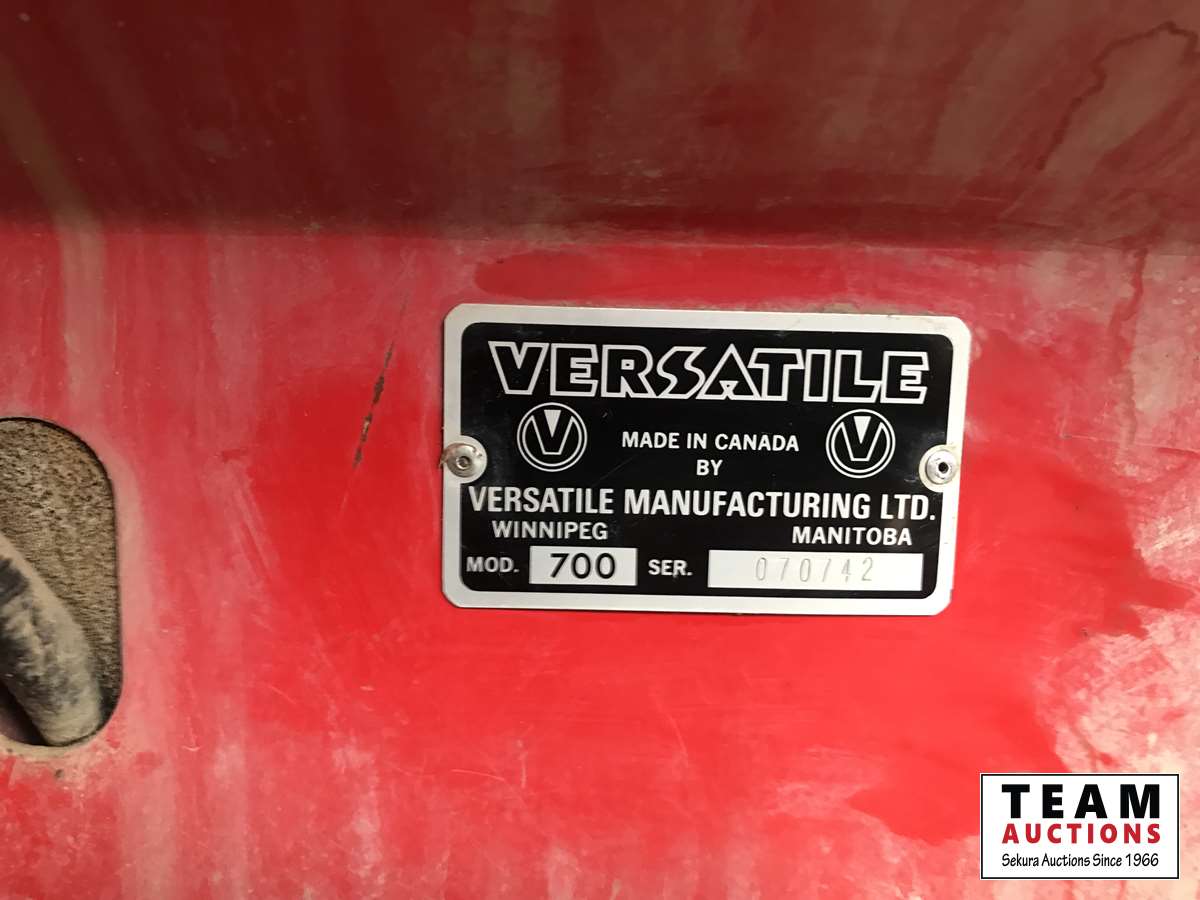 VERSATILE
V V
MADE IN CANADA
BY
VERSATILE MANUFACTURING LTD.
WINNIPEG MANITOBA
MOD. 700 SER. 070742
TEAM
AUCTIONS
Sekura Auctions Since 1966